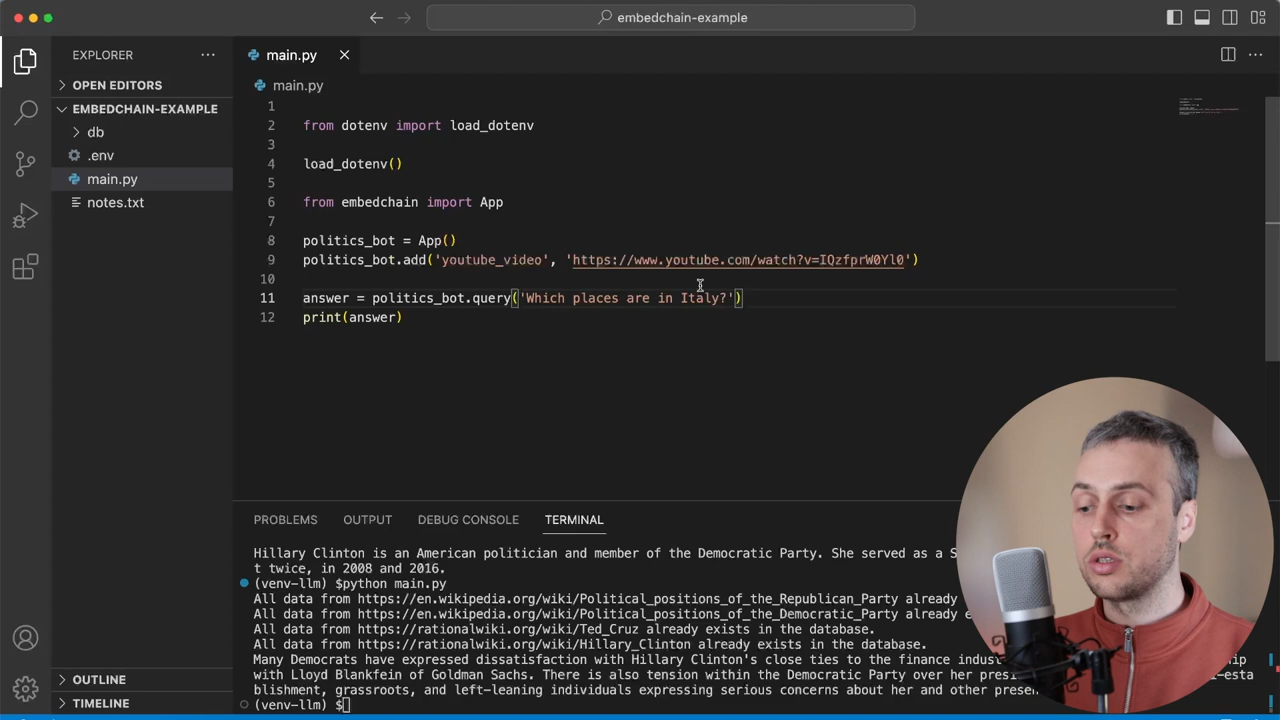 embedchain-example
EXPLORER
main.py
OPEN EDITORS
EMBEDCHAIN-EXAMPLE
db
.env
main.py
notes.txt
OUTLINE
TIMELINE
main.py
1
2 from dotenv import load_dotenv
3
4 load_dotenv()
5
6 from embedchain import App
7
8 politics_bot = App()
9 politics_bot.add('youtube_video', 'https://www.youtube.com/watch?v=IQzfprW0Yl0')
10
11 answer = politics_bot.query('Which places are in Italy?')
12 print(answer)
PROBLEMS OUTPUT DEBUG CONSOLE TERMINAL
Hillary Clinton is an American politician and member of the Democratic Party. She served as a S
t twice, in 2008 and 2016.
(venv-llm) $python main.py
All data from https://en.wikipedia.org/wiki/Political_positions_of_the_Republican_Party already
All data from https://en.wikipedia.org/wiki/Political_positions_of_the_Democratic_Party already e
All data from https://rationalwiki.org/wiki/Ted_Cruz already exists in the database.
All data from https://rationalwiki.org/wiki/Hillary_Clinton already exists in the database.
Many Democrats have expressed dissatisfaction with Hillary Clinton's close ties to the finance indus hip
with Lloyd Blankfein of Goldman Sachs. There is also tension within the Democratic Party over her presi i-esta
blishment, grassroots, and left-leaning individuals expressing serious concerns about her and other presen
(venv-llm) $